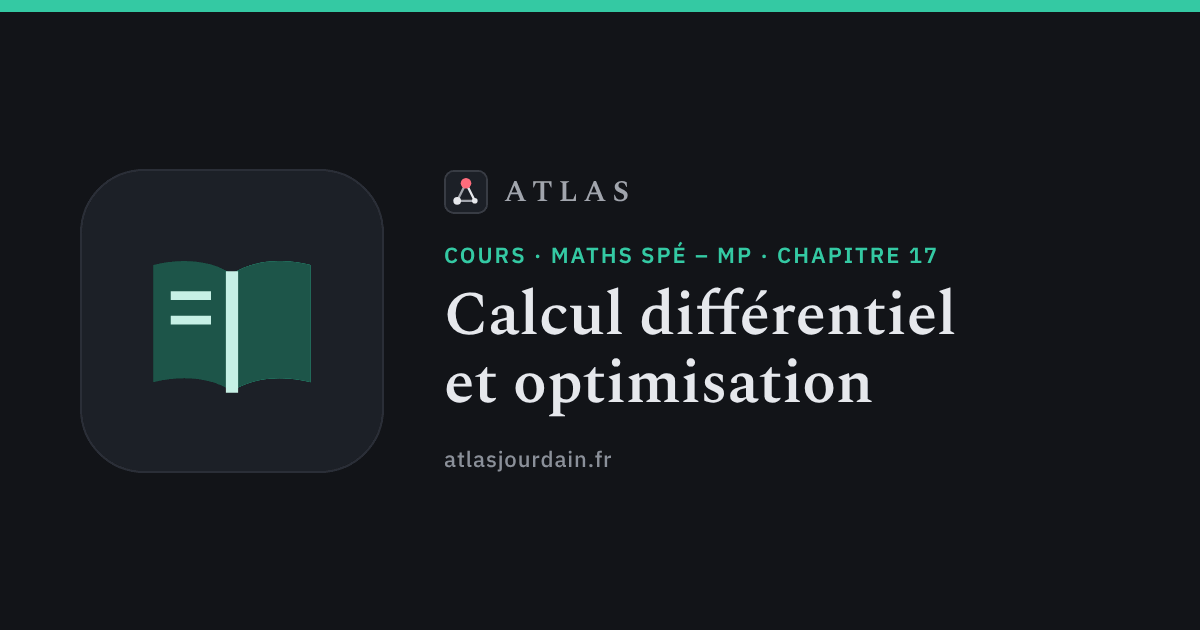 ATLAS
COURS · MATHS SPÉ – MP · CHAPITRE 17
Calcul différentiel
et optimisation
atlasjourdain.fr